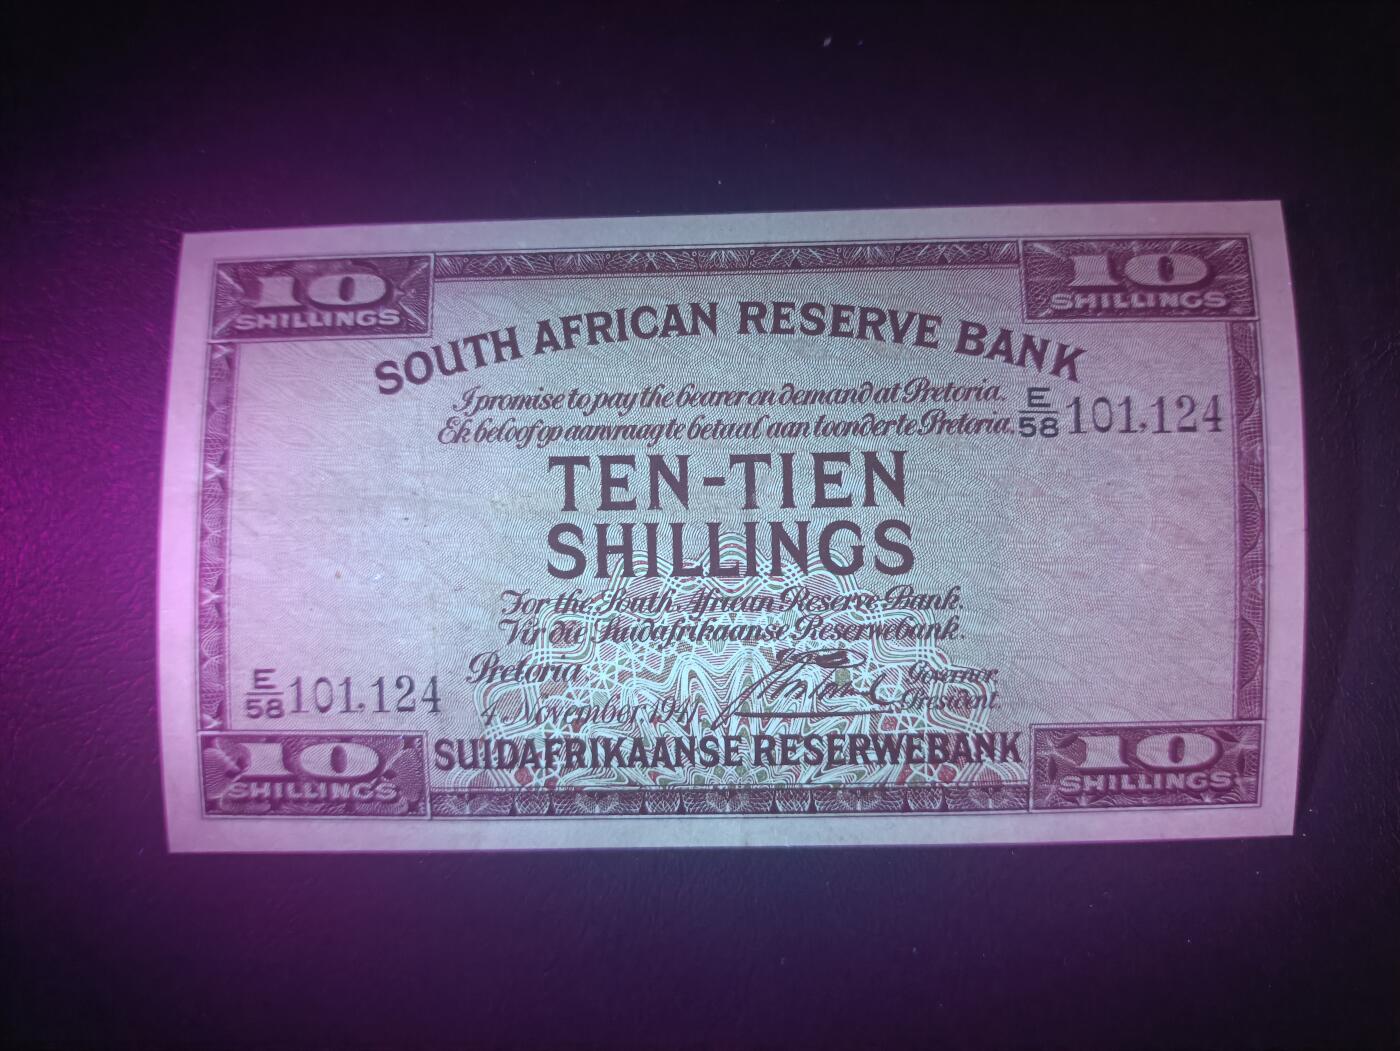 10 SHILLINGS
10 SHILLINGS
SOUTH AFRICAN RESERVE BANK
I promise to pay the bearer on demand at Pretoria.
Ek beloof op aanvraag te betaal aan toonder te Pretoria.
E/58 101,124
TEN-TIEN
SHILLINGS
For the South African Reserve Bank.
Vir die Suidafrikaanse Reserwebank.
Pretoria
4 November 1941
Governor.
President.
E/58 101,124
SUIDAFRIKAANSE RESERWEBANK
10 SHILLINGS
10 SHILLINGS